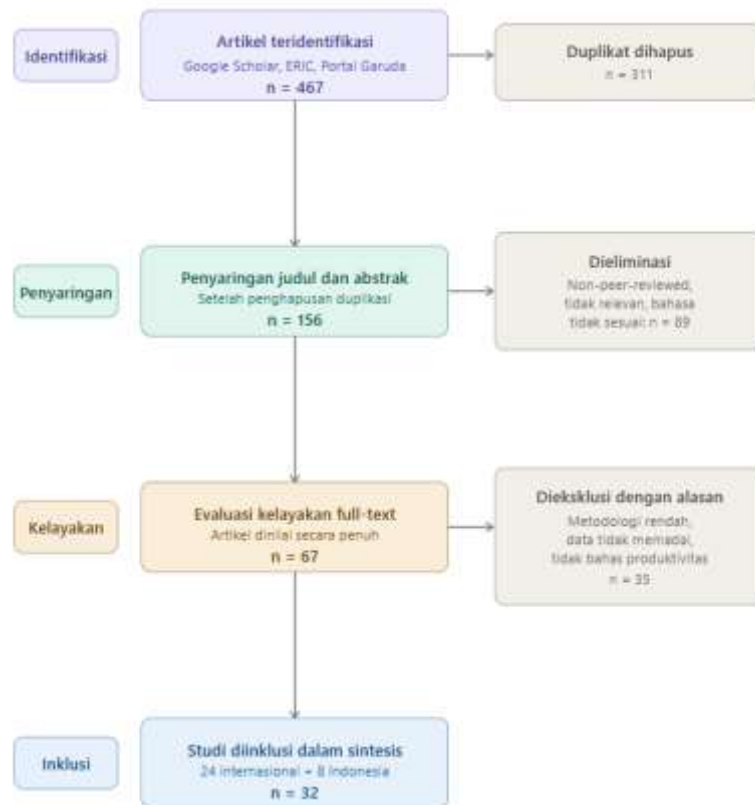 Identifikasi
Artikel teridentifikasi
Google Scholar, ERIC, Portal Garuda
n = 467
Duplikat dihapus
n = 311
Penyaringan
Penyaringan judul dan abstrak
Setelah penghapusan duplikasi
n = 156
Dieliminasi
Non-peer-reviewed,
tidak relevan, bahasa
tidak sesuai: n = 89
Kelayakan
Evaluasi kelayakan full-text
Artikel dinilai secara penuh
n = 67
Dieksklusi dengan alasan
Metodologi rendah,
data tidak memadai,
tidak bahas produktivitas
n = 35
Inklusi
Studi diinklusi dalam sintesis
24 internasional + 8 Indonesia
n = 32